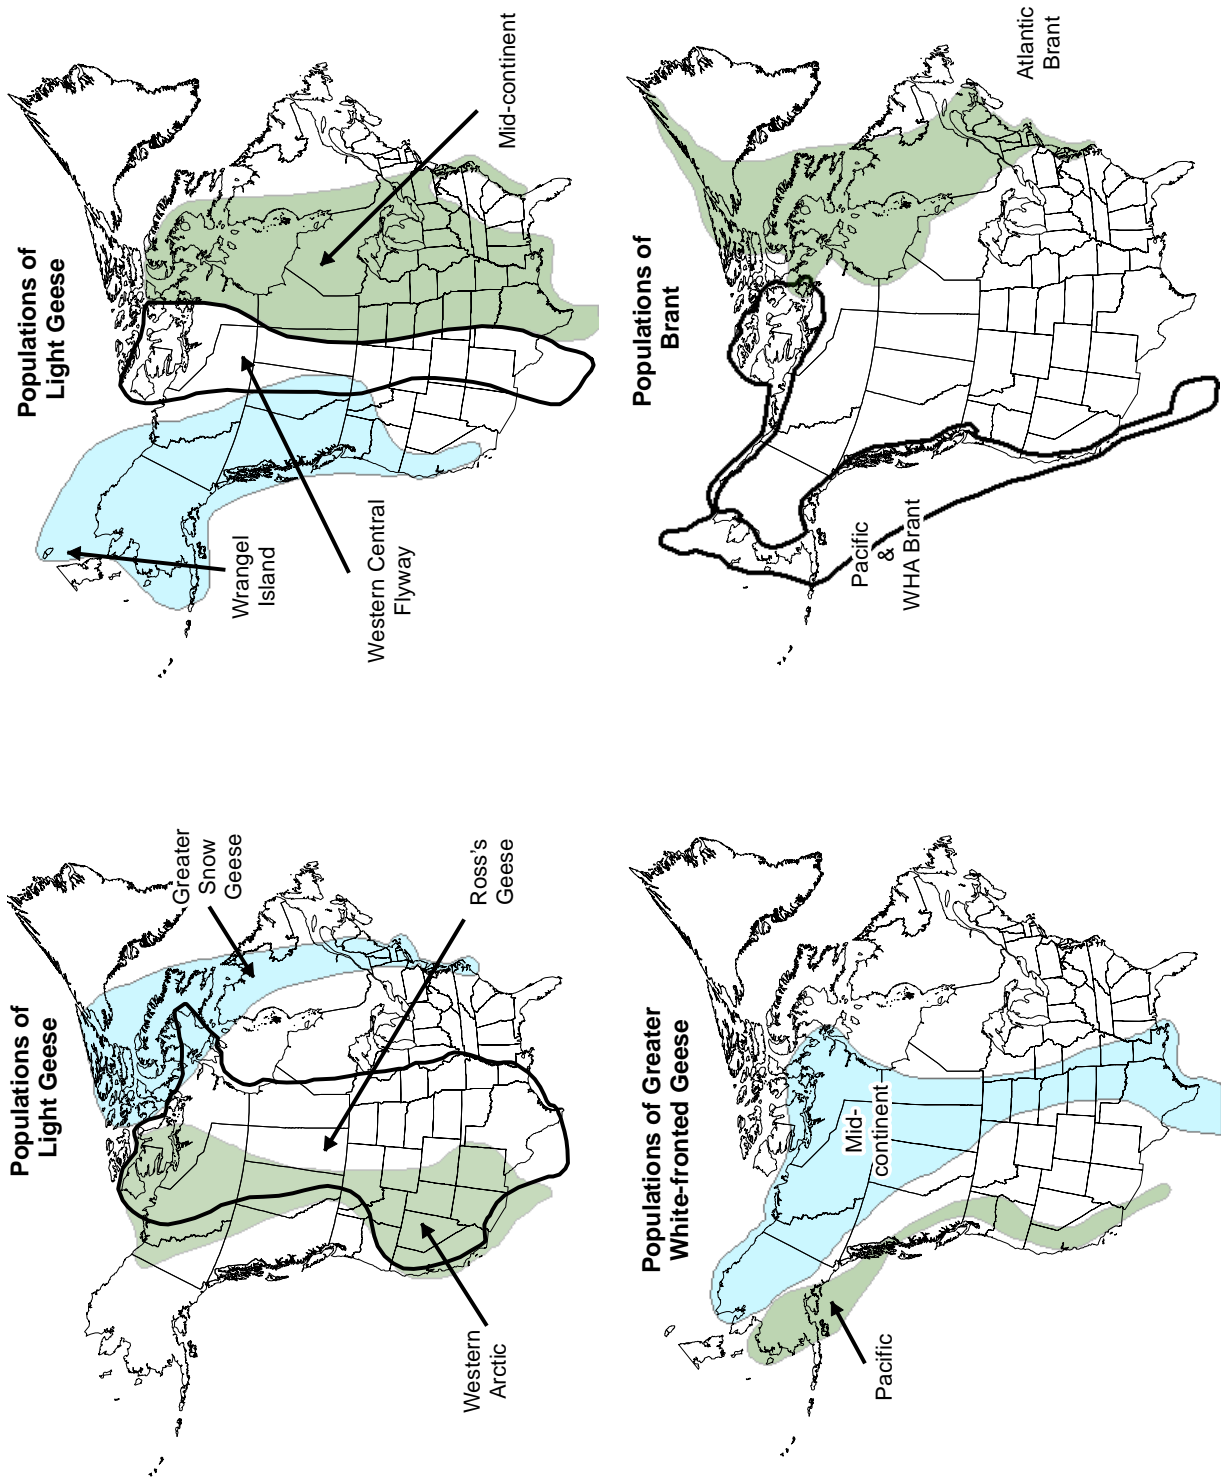 Populations of
Light Geese
Greater
Snow
Geese
Ross's
Geese
Western
Arctic
Populations of
Light Geese
Mid-continent
Wrangel
Island
Western Central
Flyway
Populations of Greater
White-fronted Geese
Mid-
continent
Pacific
Populations of
Brant
Atlantic
Brant
Pacific
&
WHA Brant